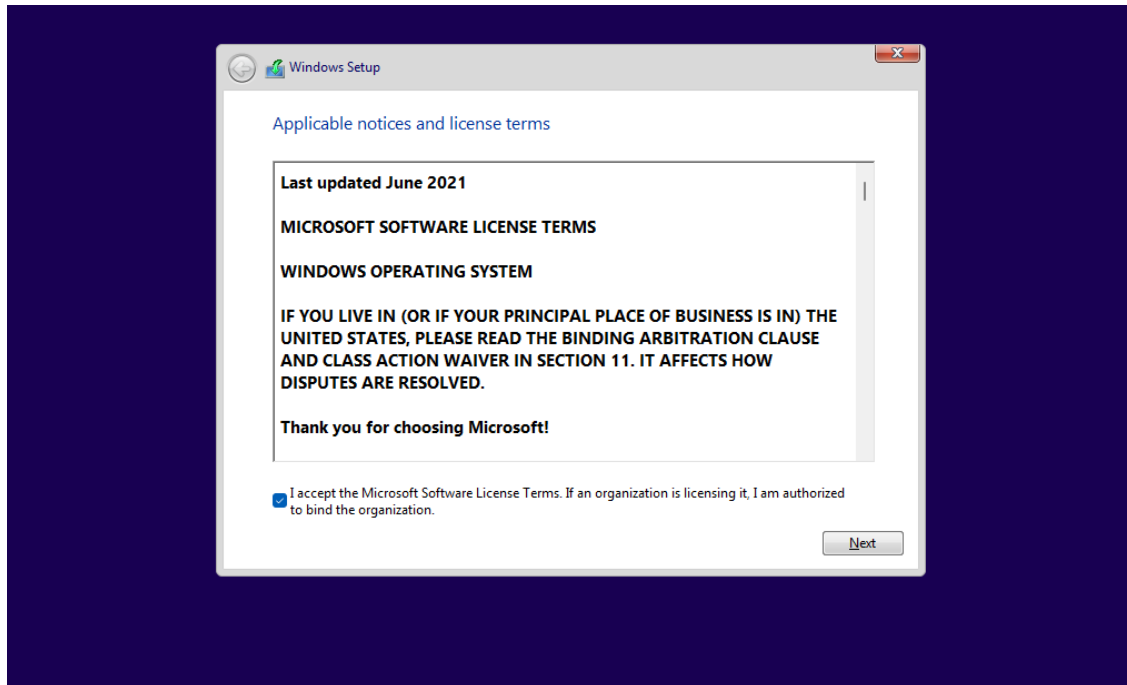 Windows Setup
Applicable notices and license terms
Last updated June 2021
MICROSOFT SOFTWARE LICENSE TERMS
WINDOWS OPERATING SYSTEM
IF YOU LIVE IN (OR IF YOUR PRINCIPAL PLACE OF BUSINESS IS IN) THE
UNITED STATES, PLEASE READ THE BINDING ARBITRATION CLAUSE
AND CLASS ACTION WAIVER IN SECTION 11. IT AFFECTS HOW
DISPUTES ARE RESOLVED.
Thank you for choosing Microsoft!
I accept the Microsoft Software License Terms. If an organization is licensing it, I am authorized
to bind the organization.
Next